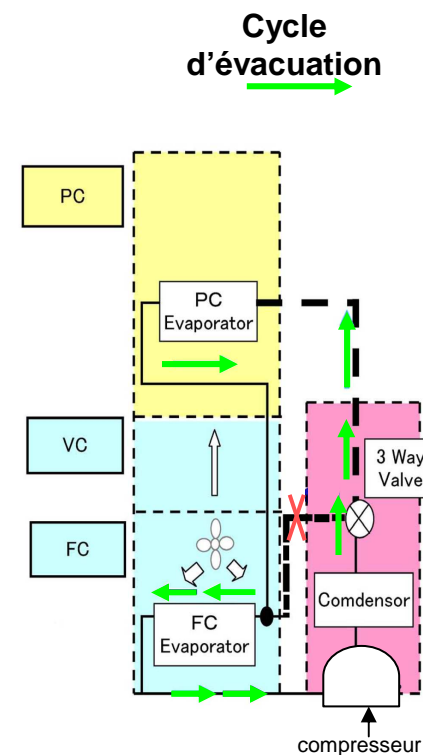 Cycle
d'évacuation
PC
PC
Evaporator
VC
3 Way
Valve
FC
Comdensor
FC
Evaporator
compresseur